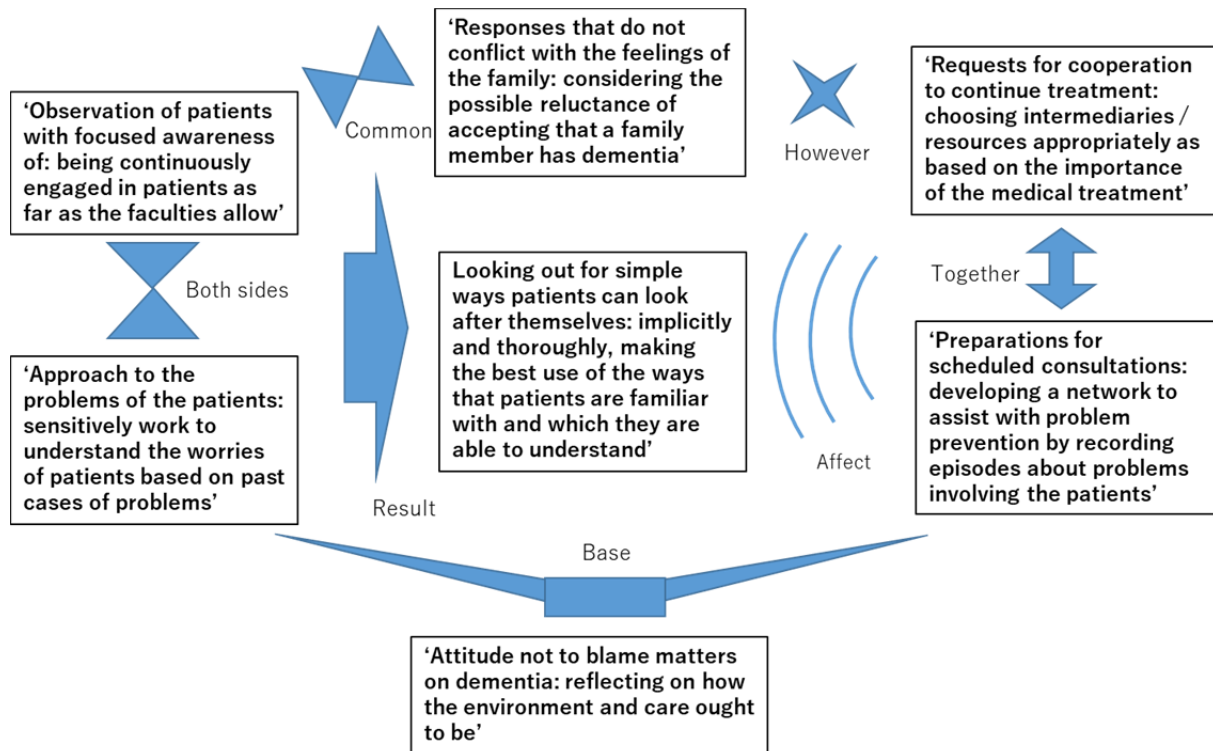 ‘Responses that do not
conflict with the feelings of
the family: considering the
possible reluctance of
accepting that a family
member has dementia’
‘Observation of patients
with focused awareness
of: being continuously
engaged in patients as
far as the faculties allow’
Common
However
‘Requests for cooperation
to continue treatment:
choosing intermediaries /
resources appropriately as
based on the importance
of the medical treatment’
Both sides
Looking out for simple
ways patients can look
after themselves: implicitly
and thoroughly, making
the best use of the ways
that patients are familiar
with and which they are
able to understand’
Together
‘Approach to the
problems of the patients:
sensitively work to
understand the worries
of patients based on past
cases of problems’
Result
Affect
‘Preparations for
scheduled consultations:
developing a network to
assist with problem
prevention by recording
episodes about problems
involving the patients’
Base
‘Attitude not to blame matters
on dementia: reflecting on how
the environment and care ought
to be’